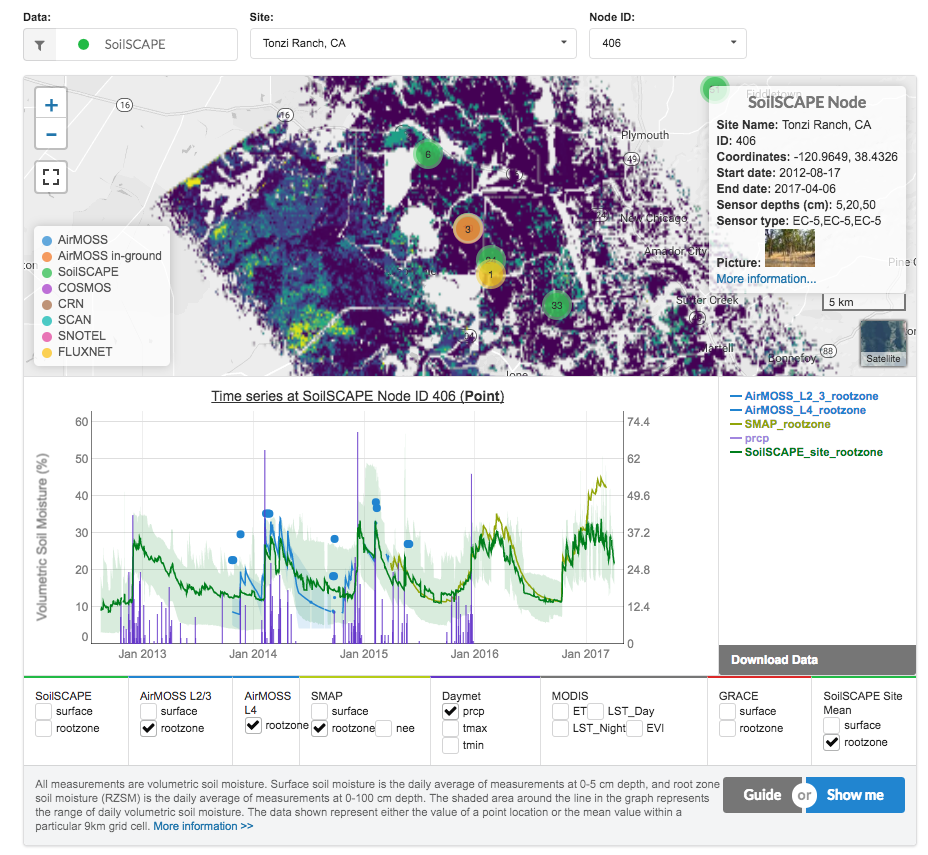 Data:
Site:
Node ID:
SoilSCAPE
Tonzi Ranch, CA
406
+
−
16
16
6
3
1
33
49
88
Plymouth
New Chicago
Amador City
Sutter Creek
Martell
Bonnefoy
Ione
Fiddletown
Pine
SoilSCAPE Node
Site Name: Tonzi Ranch, CA
ID: 406
Coordinates: -120.9649, 38.4326
Start date: 2012-08-17
End date: 2017-04-06
Sensor depths (cm): 5,20,50
Sensor type: EC-5,EC-5,EC-5
Picture:
More information...
5 km
Satellite
AirMOSS
AirMOSS in-ground
SoilSCAPE
COSMOS
CRN
SCAN
SNOTEL
FLUXNET
Time series at SoilSCAPE Node ID 406 (Point)
Volumetric Soil Moisture (%)
60
50
40
30
20
10
0
74.4
62
49.6
37.2
24.8
12.4
0
Jan 2013
Jan 2014
Jan 2015
Jan 2016
Jan 2017
AirMOSS_L2_3_rootzone
AirMOSS_L4_rootzone
SMAP_rootzone
prcp
SoilSCAPE_site_rootzone
Download Data
SoilSCAPE
surface
rootzone
AirMOSS L2/3
surface
rootzone
AirMOSS
L4
rootzone
SMAP
surface
rootzone nee
Daymet
prcp
tmax
tmin
MODIS
ET LST_Day
LST_Night EVI
GRACE
surface
rootzone
SoilSCAPE Site
Mean
surface
rootzone
All measurements are volumetric soil moisture. Surface soil moisture is the daily average of measurements at 0-5 cm depth, and root zone
soil moisture (RZSM) is the daily average of measurements at 0-100 cm depth. The shaded area around the line in the graph represents
the range of daily volumetric soil moisture. The data shown represent either the value of a point location or the mean value within a
particular 9km grid cell. More information >>
Guide or Show me